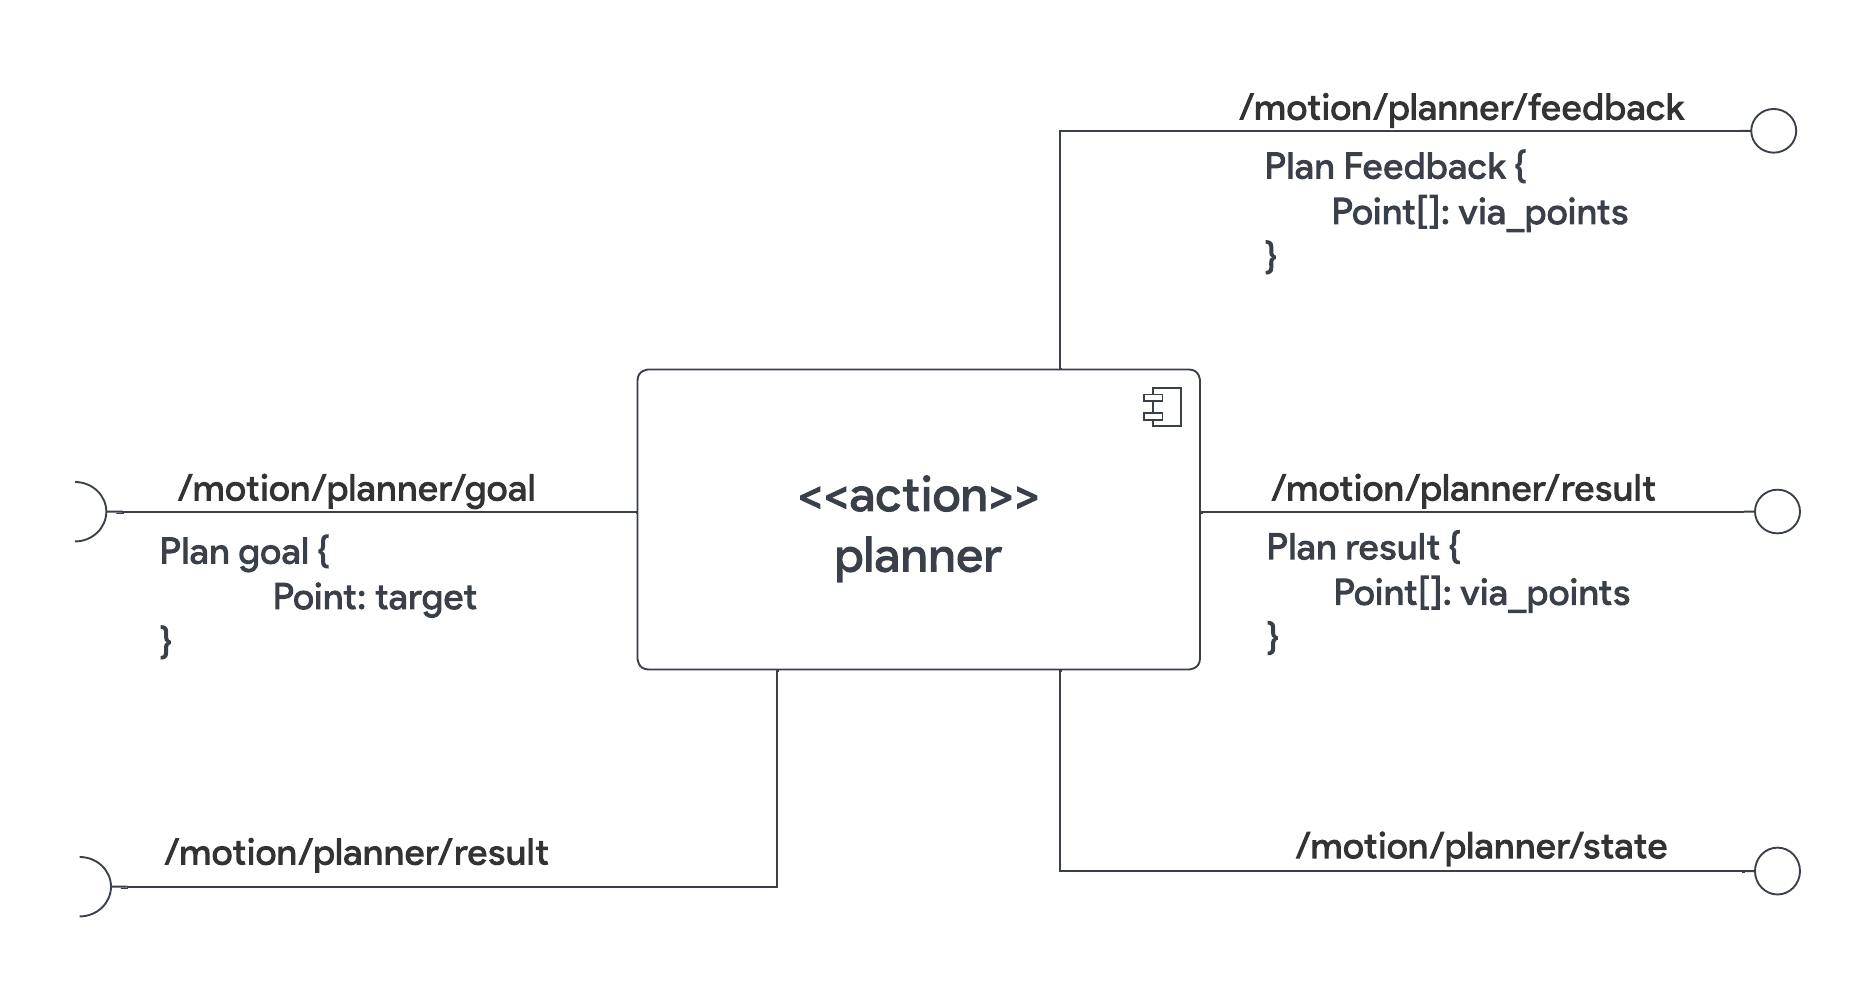 /motion/planner/feedback
Plan Feedback {
Point[]: via_points
}
/motion/planner/goal
Plan goal {
Point: target
}
<<action>>
planner
/motion/planner/result
Plan result {
Point[]: via_points
}
/motion/planner/result
/motion/planner/state